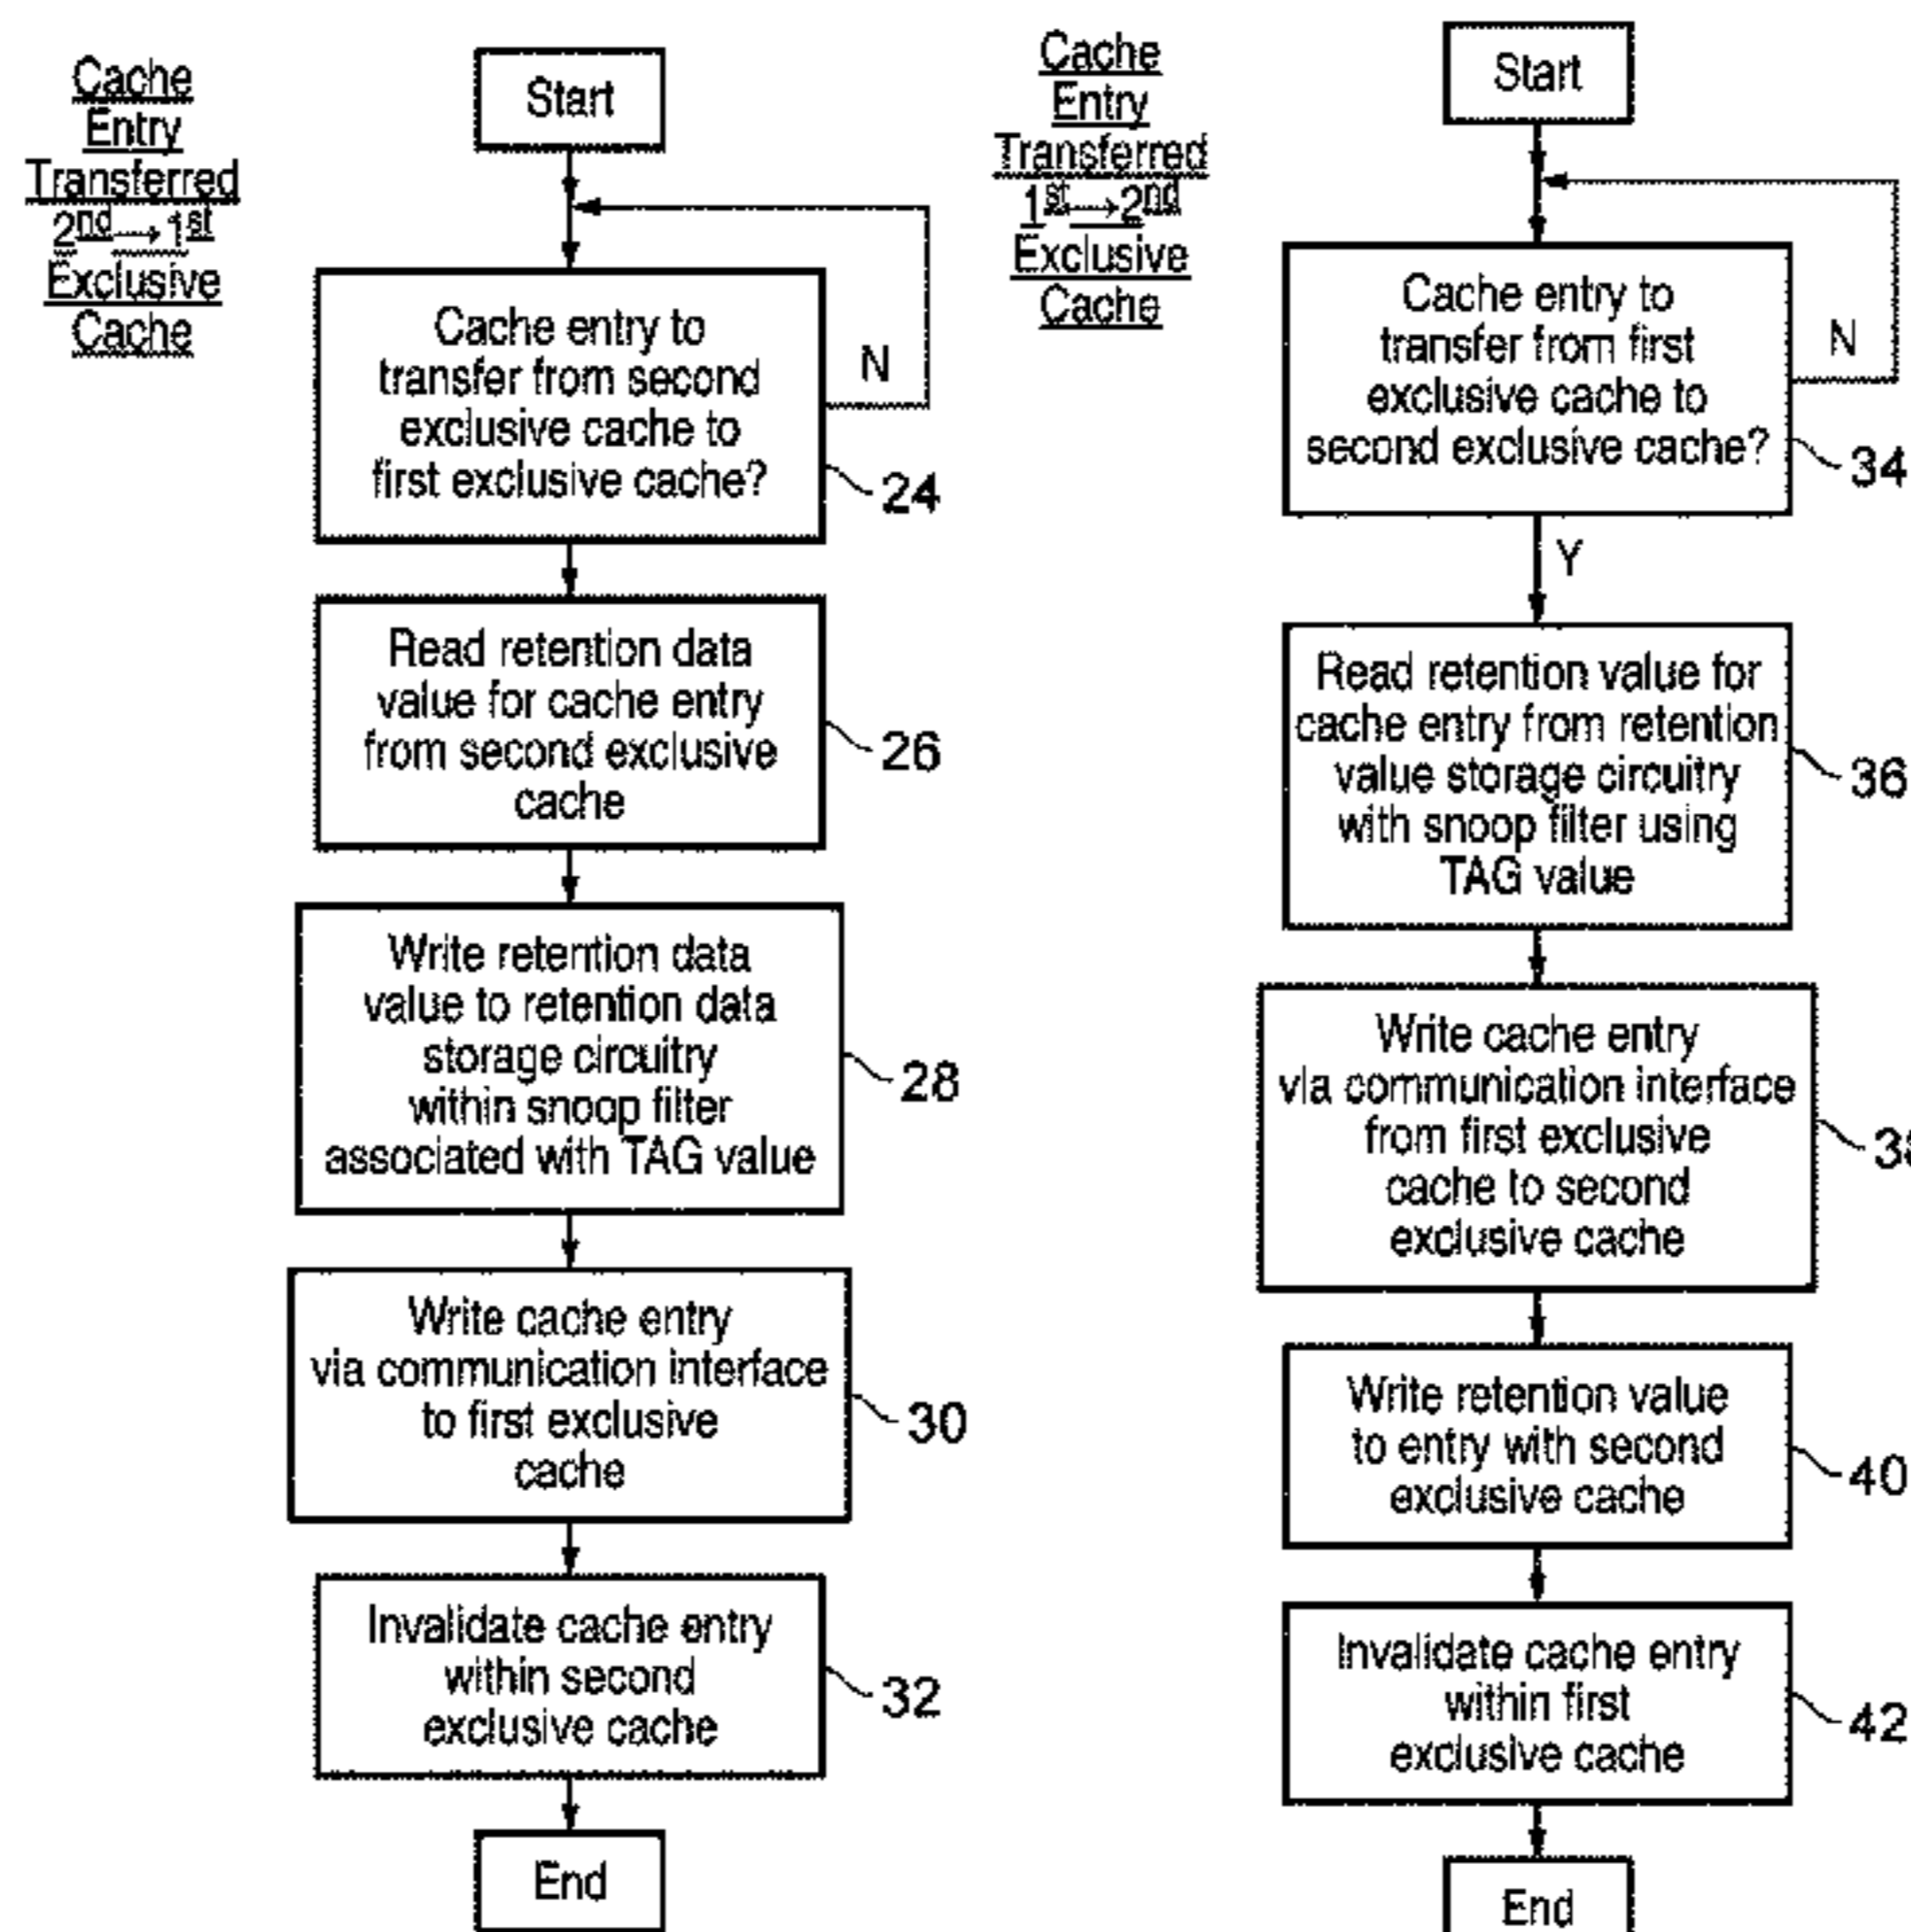 Cache
Entry
Transferred
2nd→1st
Exclusive
Cache
Start
Cache entry to
transfer from second
exclusive cache to
first exclusive cache?
N
24
Read retention data
value for cache entry
from second exclusive
cache
26
Write retention data
value to retention data
storage circuitry
within snoop filter
associated with TAG value
28
Write cache entry
via communication interface
to first exclusive
cache
30
Invalidate cache entry
within second
exclusive cache
32
End
Cache
Entry
Transferred
1st→2nd
Exclusive
Cache
Start
Cache entry to
transfer from first
exclusive cache to
second exclusive cache?
N
34
Y
Read retention value for
cache entry from retention
value storage circuitry
with snoop filter using
TAG value
36
Write cache entry
via communication interface
from first exclusive
cache to second
exclusive cache
Write retention value
to entry with second
exclusive cache
40
Invalidate cache entry
within first
exclusive cache
42
End